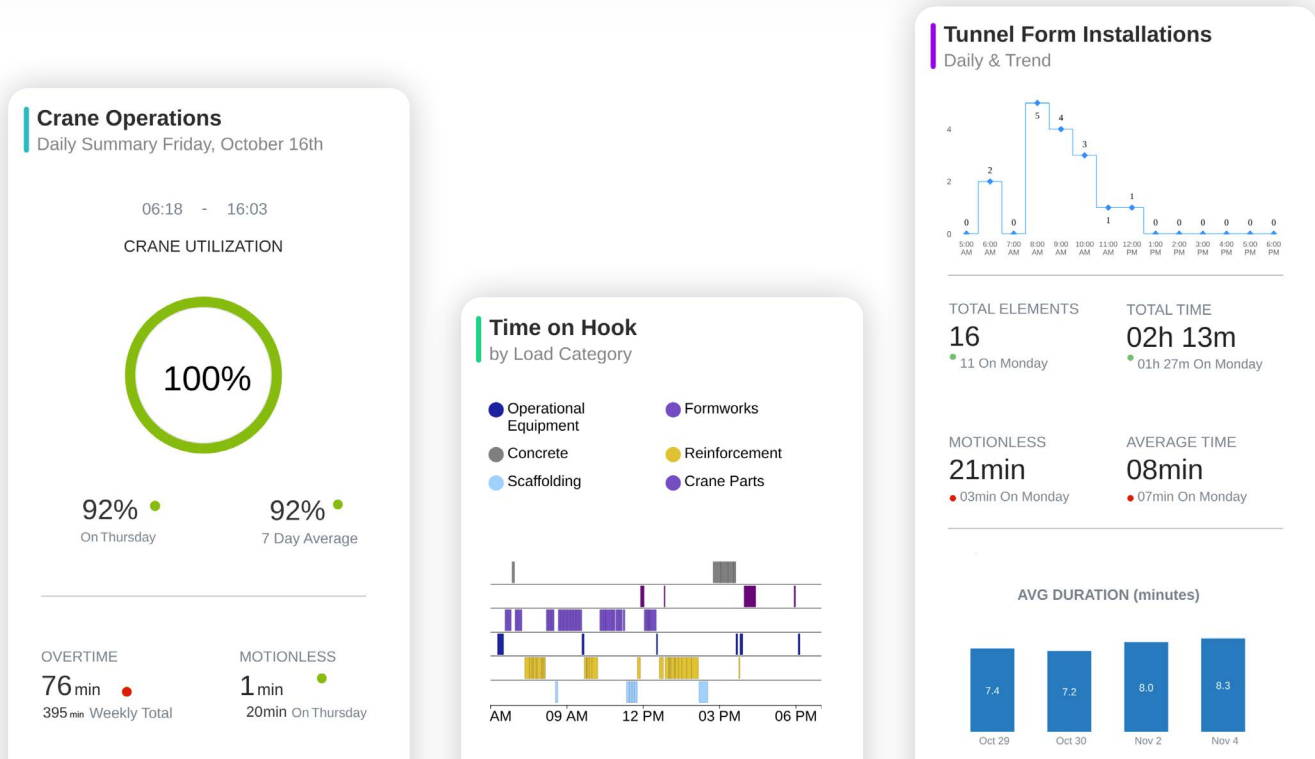 Crane Operations
Daily Summary Friday, October 16th
06:18 - 16:03
CRANE UTILIZATION
100%
92% 92%
On Thursday 7 Day Average
OVERTIME MOTIONLESS
76 min 1 min
395 min Weekly Total 20min On Thursday
Time on Hook
by Load Category
Operational Formworks
Equipment
Concrete Reinforcement
Scaffolding Crane Parts
AM 09 AM 12 PM 03 PM 06 PM
Tunnel Form Installations
Daily & Trend
4
2
0
0 2 0 5 4 3 1 1 0 0 0 0 0 0
5:00 6:00 7:00 8:00 9:00 10:00 11:00 12:00 1:00 2:00 3:00 4:00 5:00 6:00
AM AM AM AM AM AM AM PM PM PM PM PM PM PM
TOTAL ELEMENTS TOTAL TIME
16 02h 13m
11 On Monday 01h 27m On Monday
MOTIONLESS AVERAGE TIME
21min 08min
03min On Monday 07min On Monday
AVG DURATION (minutes)
7.4 7.2 8.0 8.3
Oct 29 Oct 30 Nov 2 Nov 4